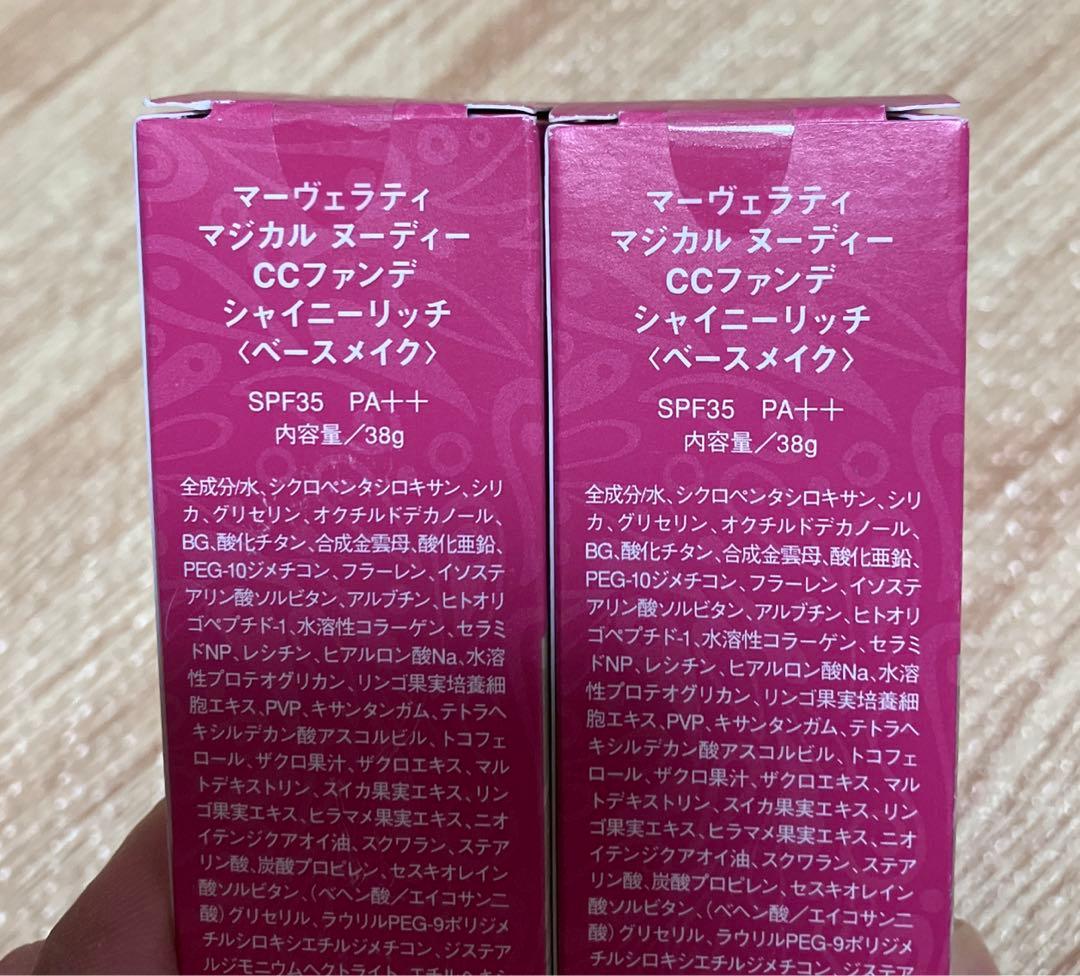 マーヴェラティ
マジカル ヌーディー
CCファンデ
シャイニーリッチ
〈ベースメイク〉
SPF35 PA++
内容量/38g
全成分/水、シクロペンタシロキサン、シリ
カ、グリセリン、オクチルドデカノール、
BG、酸化チタン、合成金雲母、酸化亜鉛、
PEG-10ジメチコン、フラーレン、イソステ
アリン酸ソルビタン、アルブチン、ヒトオリ
ゴペプチド-1、水溶性コラーゲン、セラミ
ドNP、レシチン、ヒアルロン酸Na、水溶
性プロテオグリカン、リンゴ果実培養細
胞エキス、PVP、キサンタンガム、テトラヘ
キシルデカン酸アスコルビル、トコフェ
ロール、ザクロ果汁、ザクロエキス、マル
トデキストリン、スイカ果実エキス、リン
ゴ果実エキス、ヒラマメ果実エキス、ニオ
イテンジクアオイ油、スクワラン、ステア
リン酸、炭酸プロピレン、セスキオレイン
酸ソルビタン、(ベヘン酸/エイコサン二
酸)グリセリル、ラウリルPEG-9ポリジメ
チルシロキシエチルジメチコン、ジステア
ルジモニウムヘクトライト、エチルヘキシ
マーヴェラティ
マジカル ヌーディー
CCファンデ
シャイニーリッチ
〈ベースメイク〉
SPF35 PA++
内容量/38g
全成分/水、シクロペンタシロキサン、シリ
カ、グリセリン、オクチルドデカノール、
BG、酸化チタン、合成金雲母、酸化亜鉛、
PEG-10ジメチコン、フラーレン、イソステ
アリン酸ソルビタン、アルブチン、ヒトオリ
ゴペプチド-1、水溶性コラーゲン、セラミ
ドNP、レシチン、ヒアルロン酸Na、水溶
性プロテオグリカン、リンゴ果実培養細
胞エキス、PVP、キサンタンガム、テトラヘ
キシルデカン酸アスコルビル、トコフェ
ロール、ザクロ果汁、ザクロエキス、マル
トデキストリン、スイカ果実エキス、リン
ゴ果実エキス、ヒラマメ果実エキス、ニオ
イテンジクアオイ油、スクワラン、ステア
リン酸、炭酸プロピレン、セスキオレイン
酸ソルビタン、(ベヘン酸/エイコサン二
酸)グリセリル、ラウリルPEG-9ポリジメ
チルシロキシエチルジメチコン、ジステア